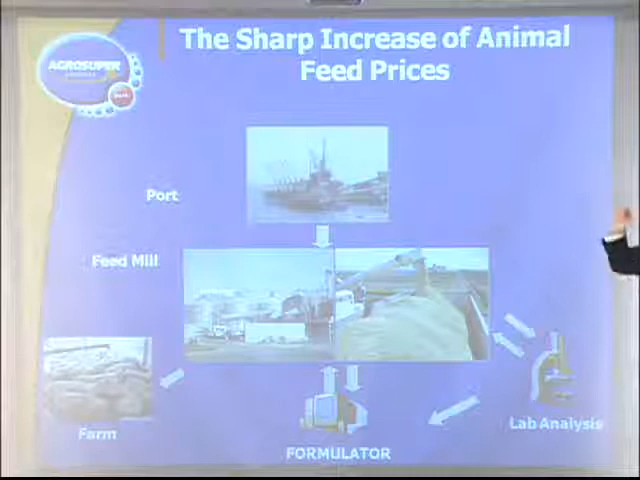 The Sharp Increase of Animal
Feed Prices
AGROSUPER
Port
Feed Mill
Farm
FORMULATOR
Lab Analysis